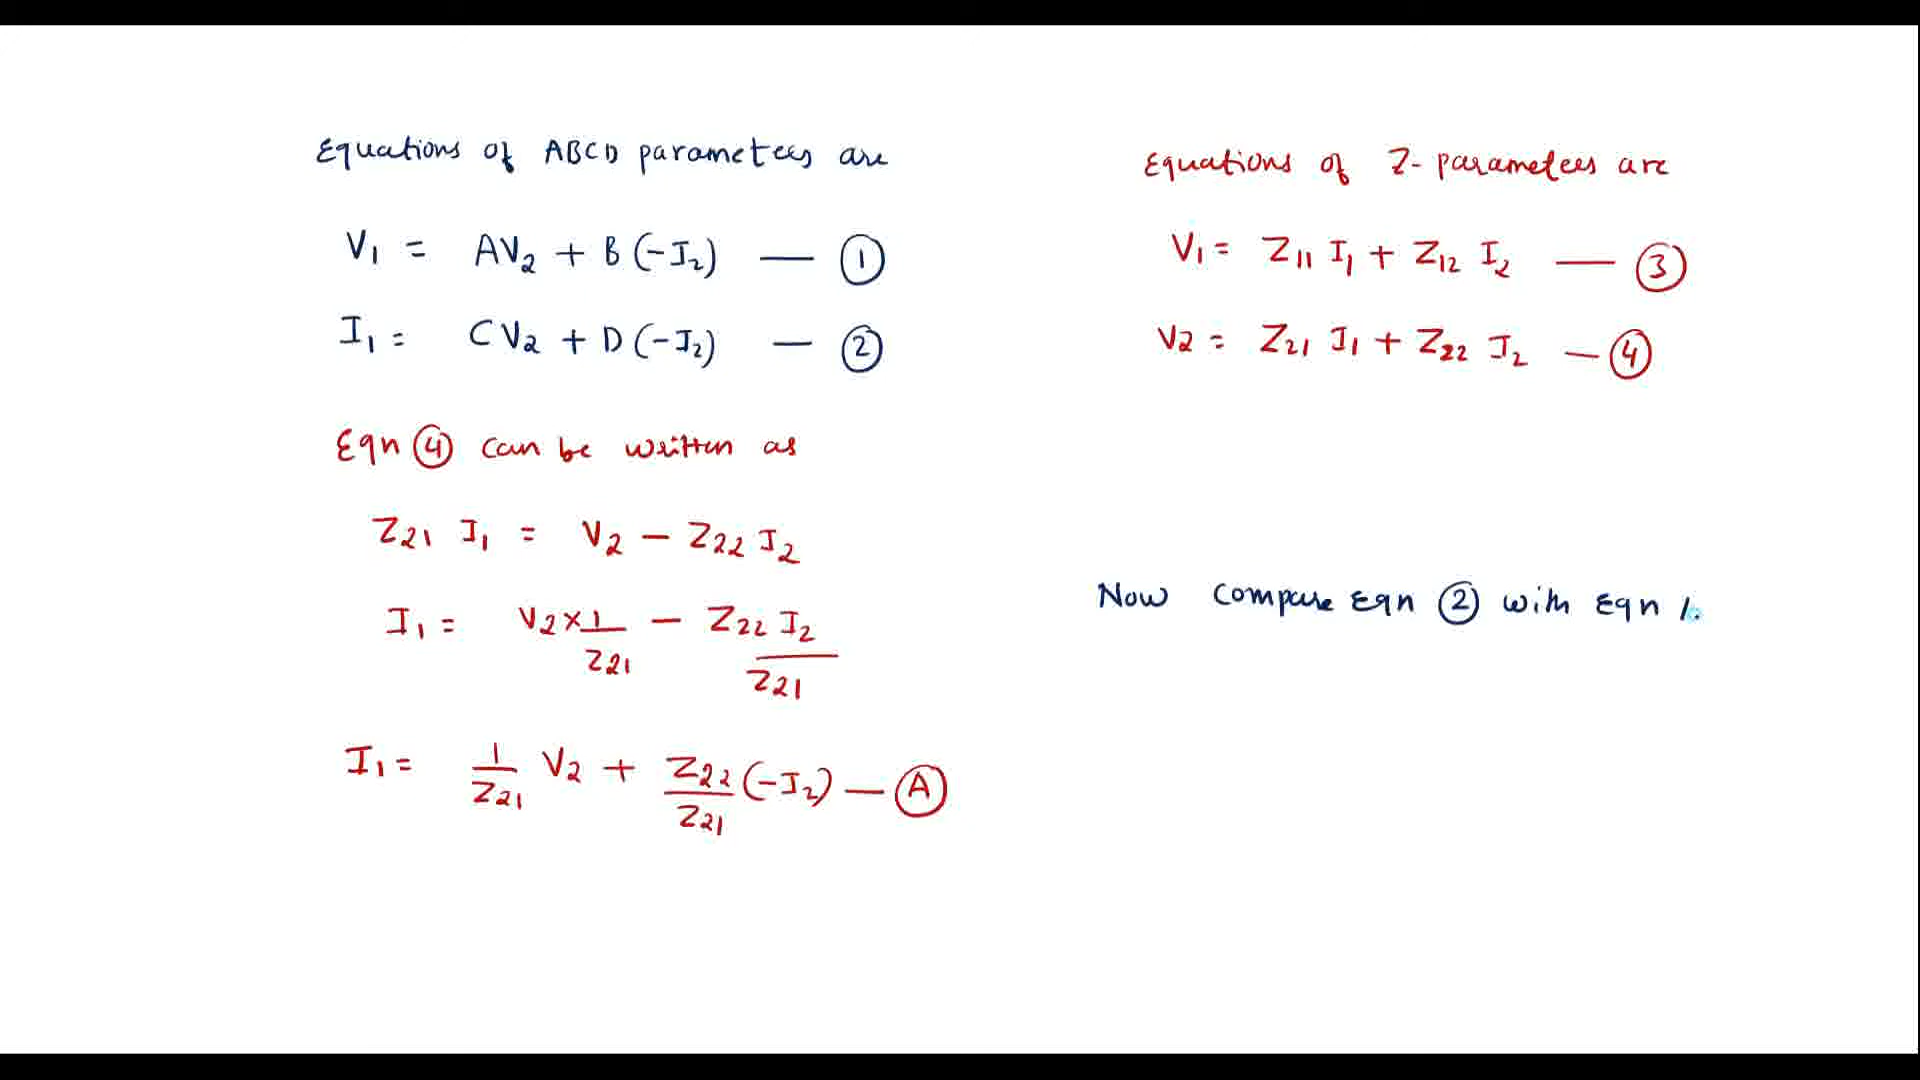 Equations of ABCD parameters are
V1 = AV2 + B(-I2) — ①
I1 = CV2 + D(-I2) — ②
Eqn ④ can be written as
Z21 I1 = V2 - Z22 I2
I1 = V2 × 1/Z21 - Z22 I2/Z21
I1 = 1/Z21 V2 + Z22/Z21 (-I2) — Ⓐ
Equations of Z-parameters are
V1 = Z11 I1 + Z12 I2 — ③
V2 = Z21 I1 + Z22 I2 — ④
Now compare Eqn ② with Eqn